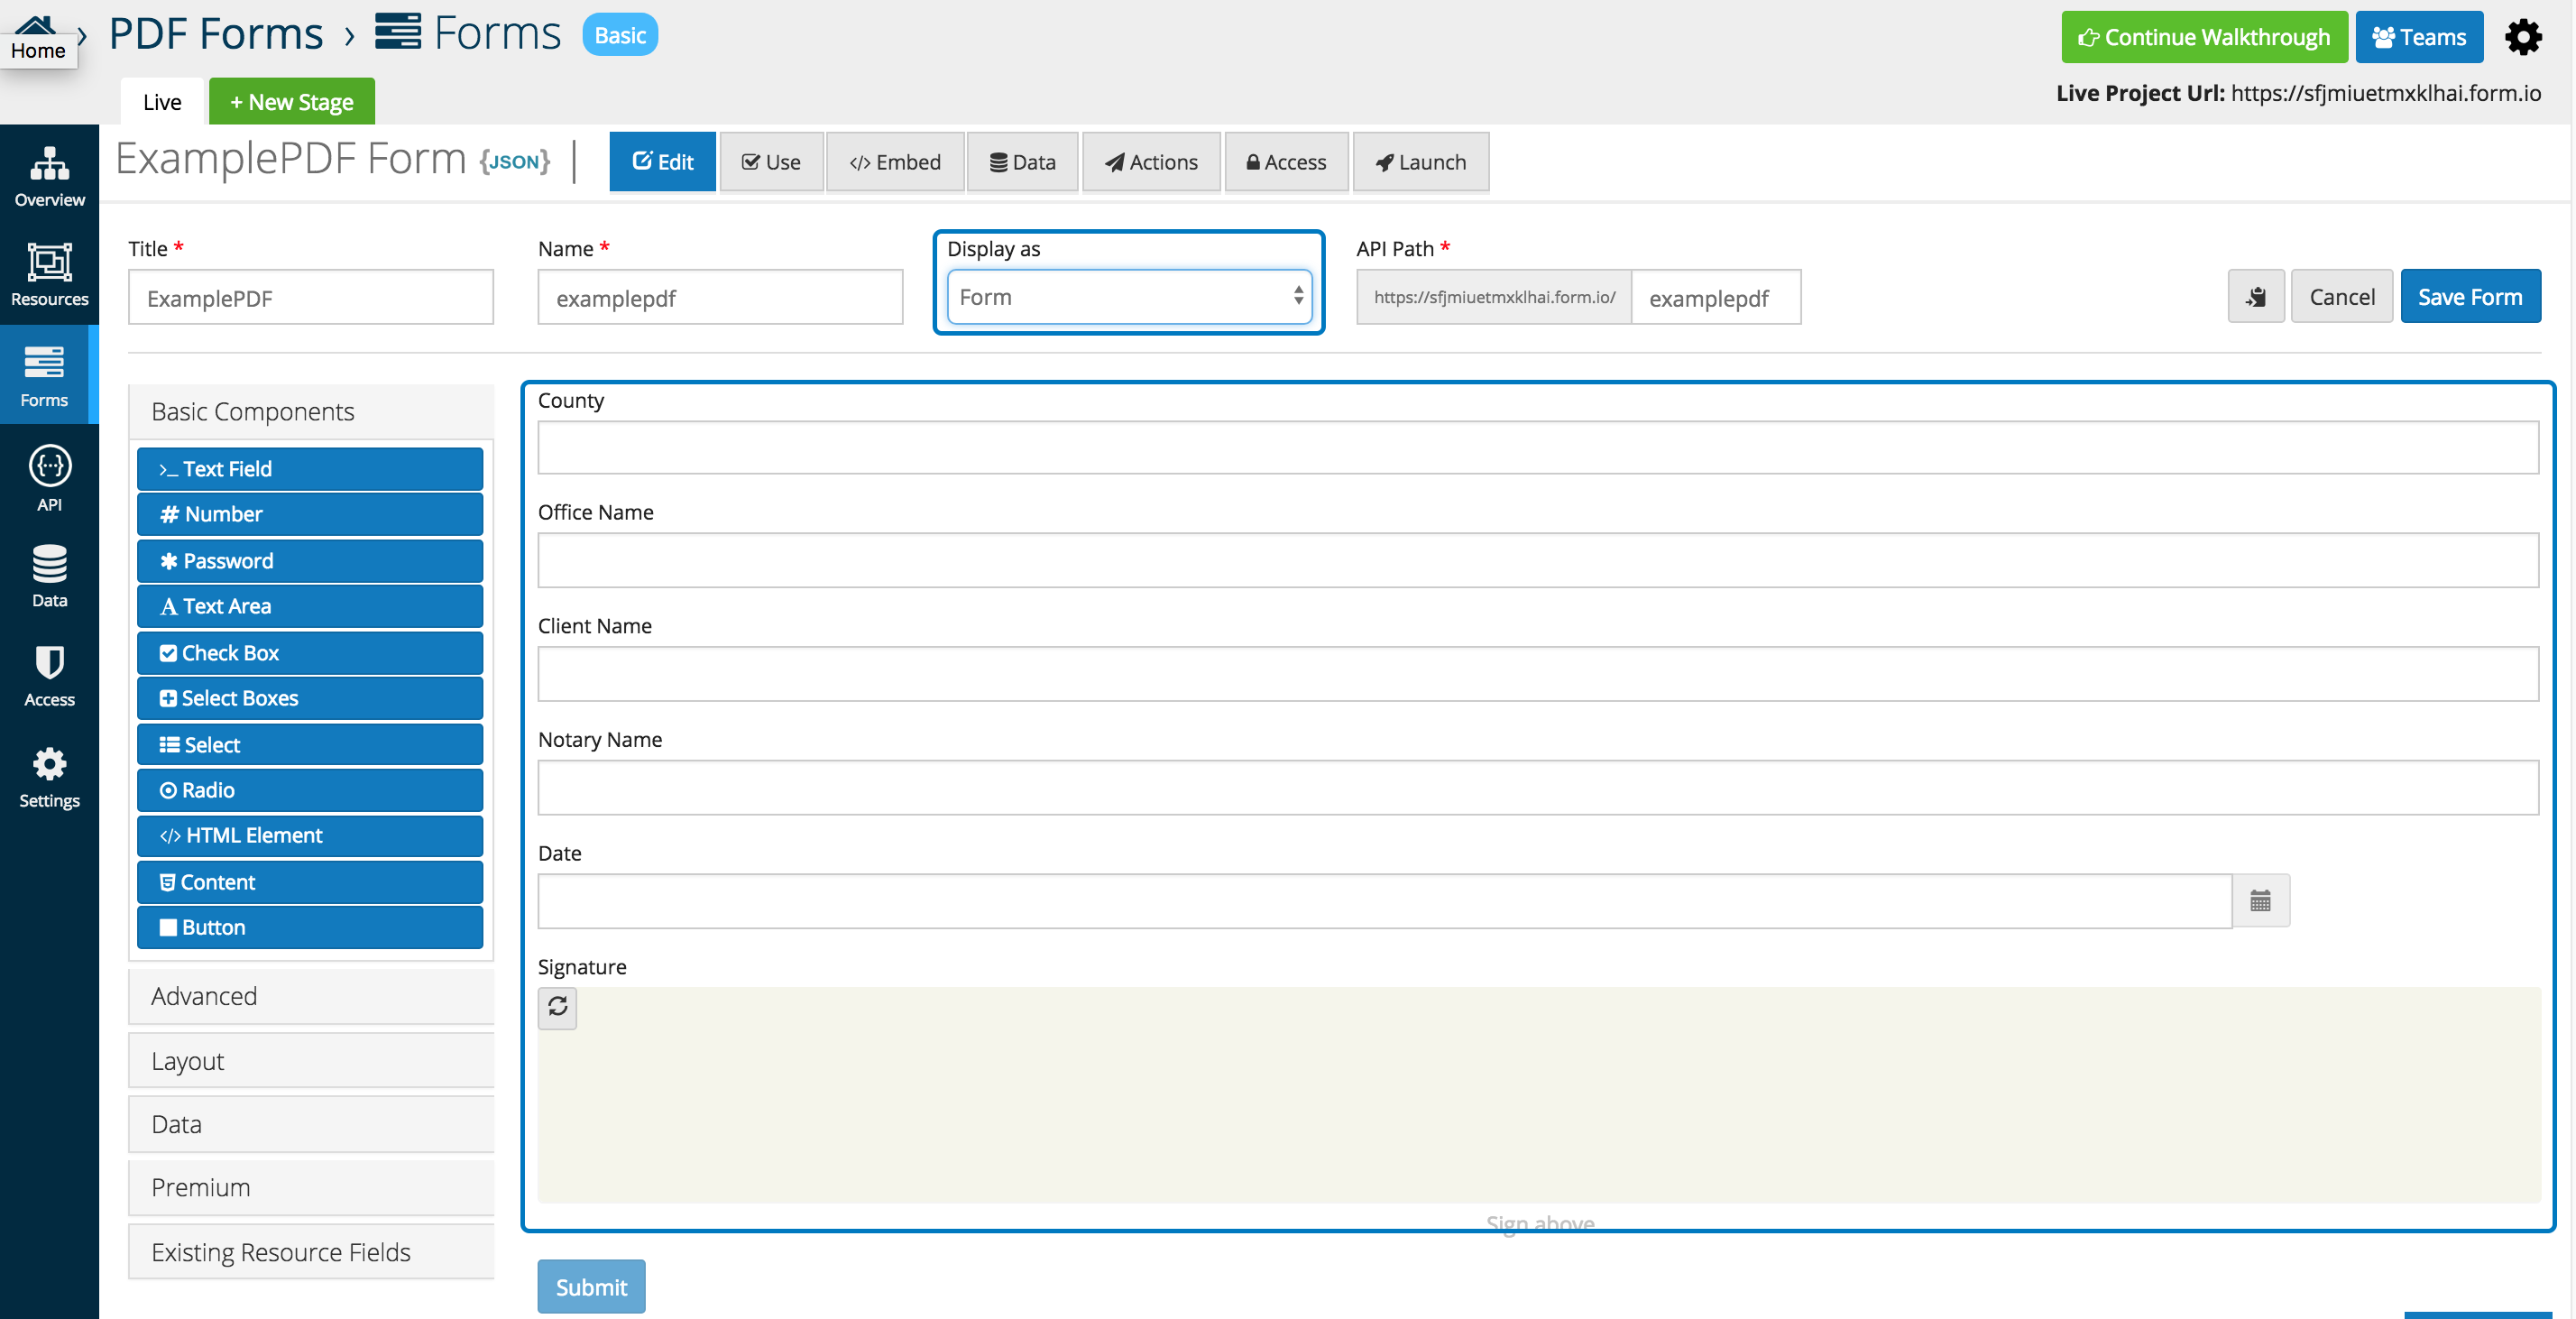 Home
› PDF Forms › Forms Basic
Continue Walkthrough Teams
Live + New Stage
Live Project Url: https://sfjmiuetmxklhai.form.io
ExamplePDF Form {JSON} |
Edit Use </> Embed Data Actions Access Launch
Overview
Resources
Forms
API
Data
Access
Settings
Title * Name * Display as API Path *
ExamplePDF examplepdf Form https://sfjmiuetmxklhai.form.io/ examplepdf
Cancel Save Form
Basic Components
>_ Text Field
# Number
* Password
A Text Area
Check Box
Select Boxes
Select
Radio
</> HTML Element
Content
Button
Advanced
Layout
Data
Premium
Existing Resource Fields
County
Office Name
Client Name
Notary Name
Date
Signature
Sign above
Submit